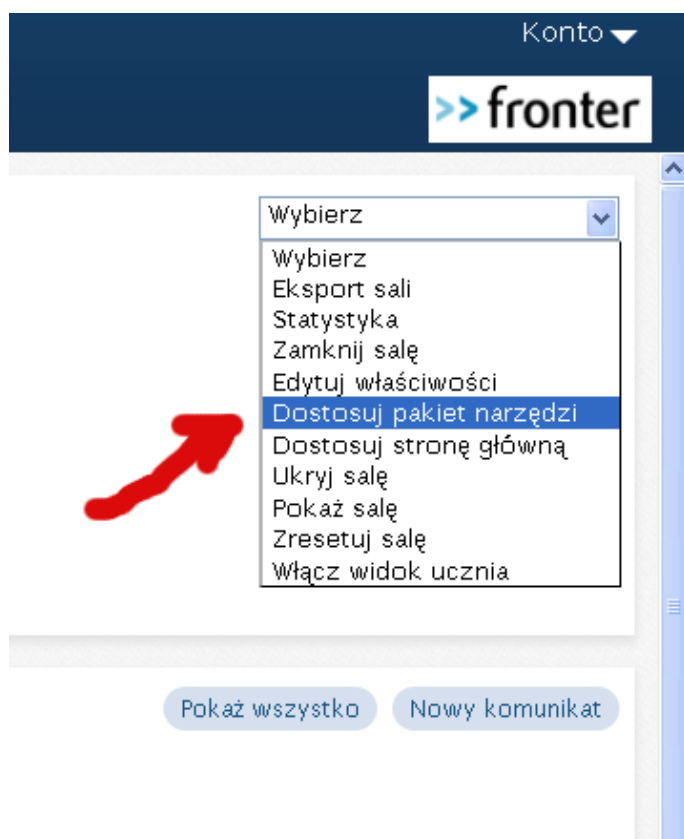 Konto
>> fronter
Wybierz
Wybierz
Eksport sali
Statystyka
Zamknij salę
Edytuj właściwości
Dostosuj pakiet narzędzi
Dostosuj stronę główną
Ukryj salę
Pokaż salę
Zresetuj salę
Włącz widok ucznia
Pokaż wszystko Nowy komunikat